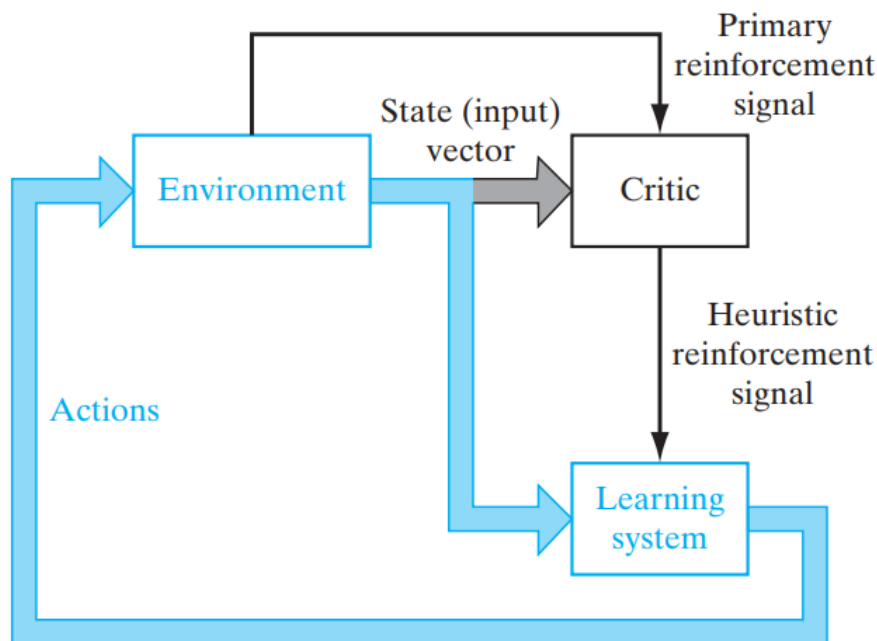 Primary
reinforcement
signal
State (input)
vector
Environment
Critic
Heuristic
reinforcement
signal
Actions
Learning
system